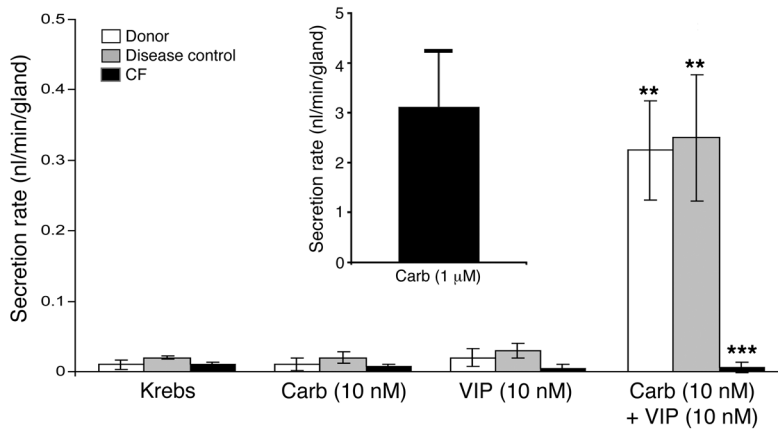 Secretion rate (nl/min/gland)
0.5
0.4
0.3
0.2
0.1
0
Donor
Disease control
CF
Secretion rate (nl/min/gland)
5
4
3
2
1
0
Carb (1 μM)
**
**
***
Krebs
Carb (10 nM)
VIP (10 nM)
Carb (10 nM)
+ VIP (10 nM)